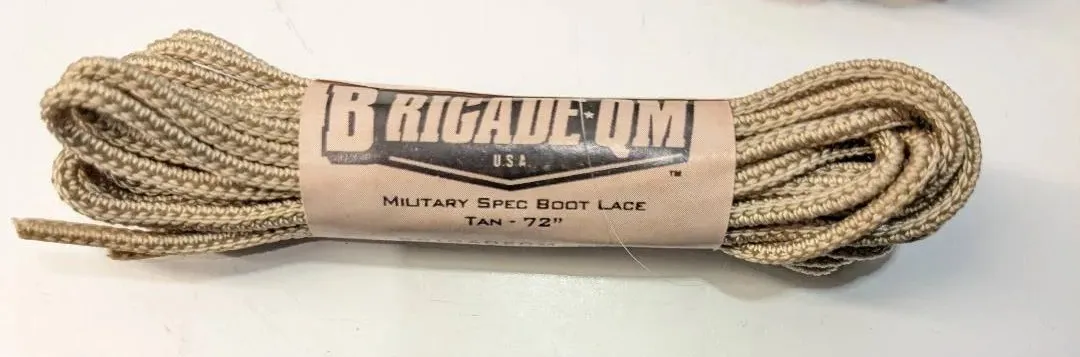 BRIGADE★QM
U.S.A
™
MILITARY SPEC BOOT LACE
TAN - 72"